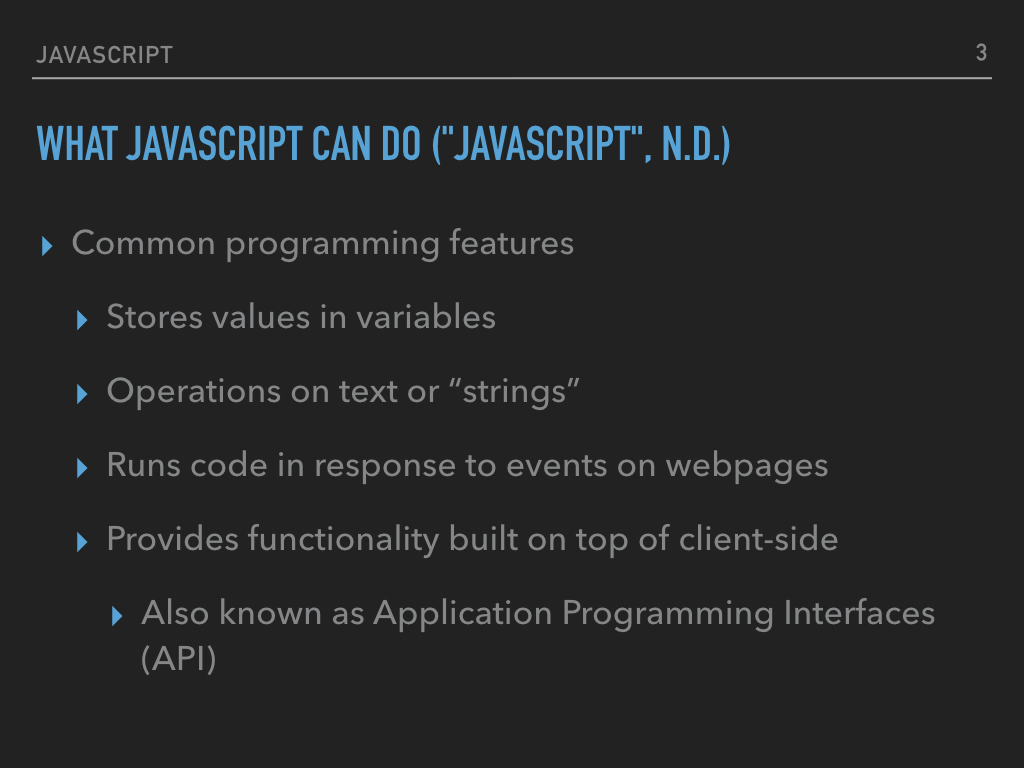 JAVASCRIPT
3
WHAT JAVASCRIPT CAN DO ("JAVASCRIPT", N.D.)
Common programming features
Stores values in variables
Operations on text or “strings”
Runs code in response to events on webpages
Provides functionality built on top of client-side
Also known as Application Programming Interfaces
(API)